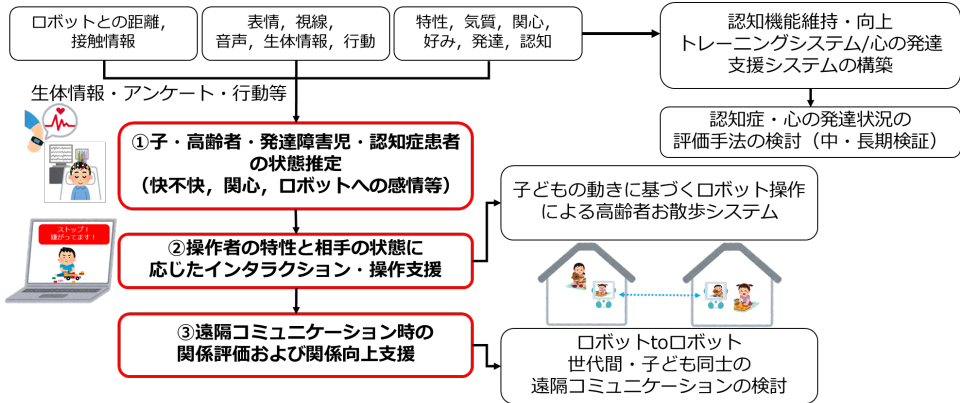 ロボットとの距離,
接触情報
表情, 視線,
音声, 生体情報, 行動
特性, 気質, 関心,
好み, 発達, 認知
認知機能維持・向上
トレーニングシステム/心の発達
支援システムの構築
生体情報・アンケート・行動等
認知症・心の発達状況の
評価手法の検討（中・長期検証）
①子・高齢者・発達障害児・認知症患者
の状態推定
（快不快, 関心, ロボットへの感情等）
子どもの動きに基づくロボット操作
による高齢者お散歩システム
ストップ！
嫌がってます！
②操作者の特性と相手の状態に
応じたインタラクション・操作支援
③遠隔コミュニケーション時の
関係評価および関係向上支援
ロボットtoロボット
世代間・子ども同士の
遠隔コミュニケーションの検討